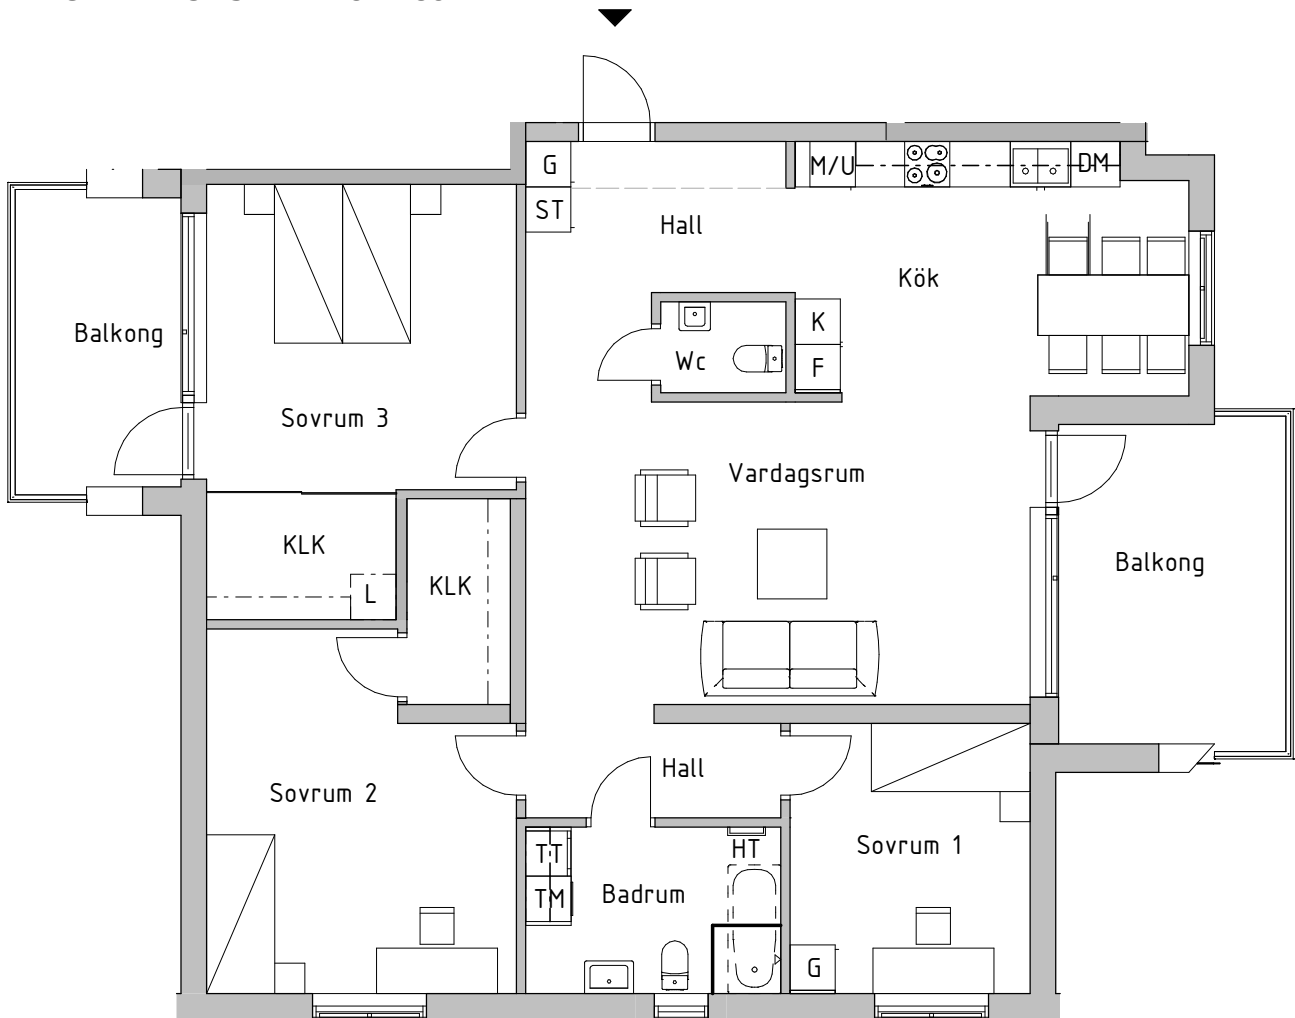 G
M/U
DM
ST
Hall
Kök
Balkong
K
Wc
F
Sovrum 3
Vardagsrum
KLK
KLK
L
Balkong
Hall
Sovrum 2
TT
HT
Sovrum 1
TM
Badrum
G